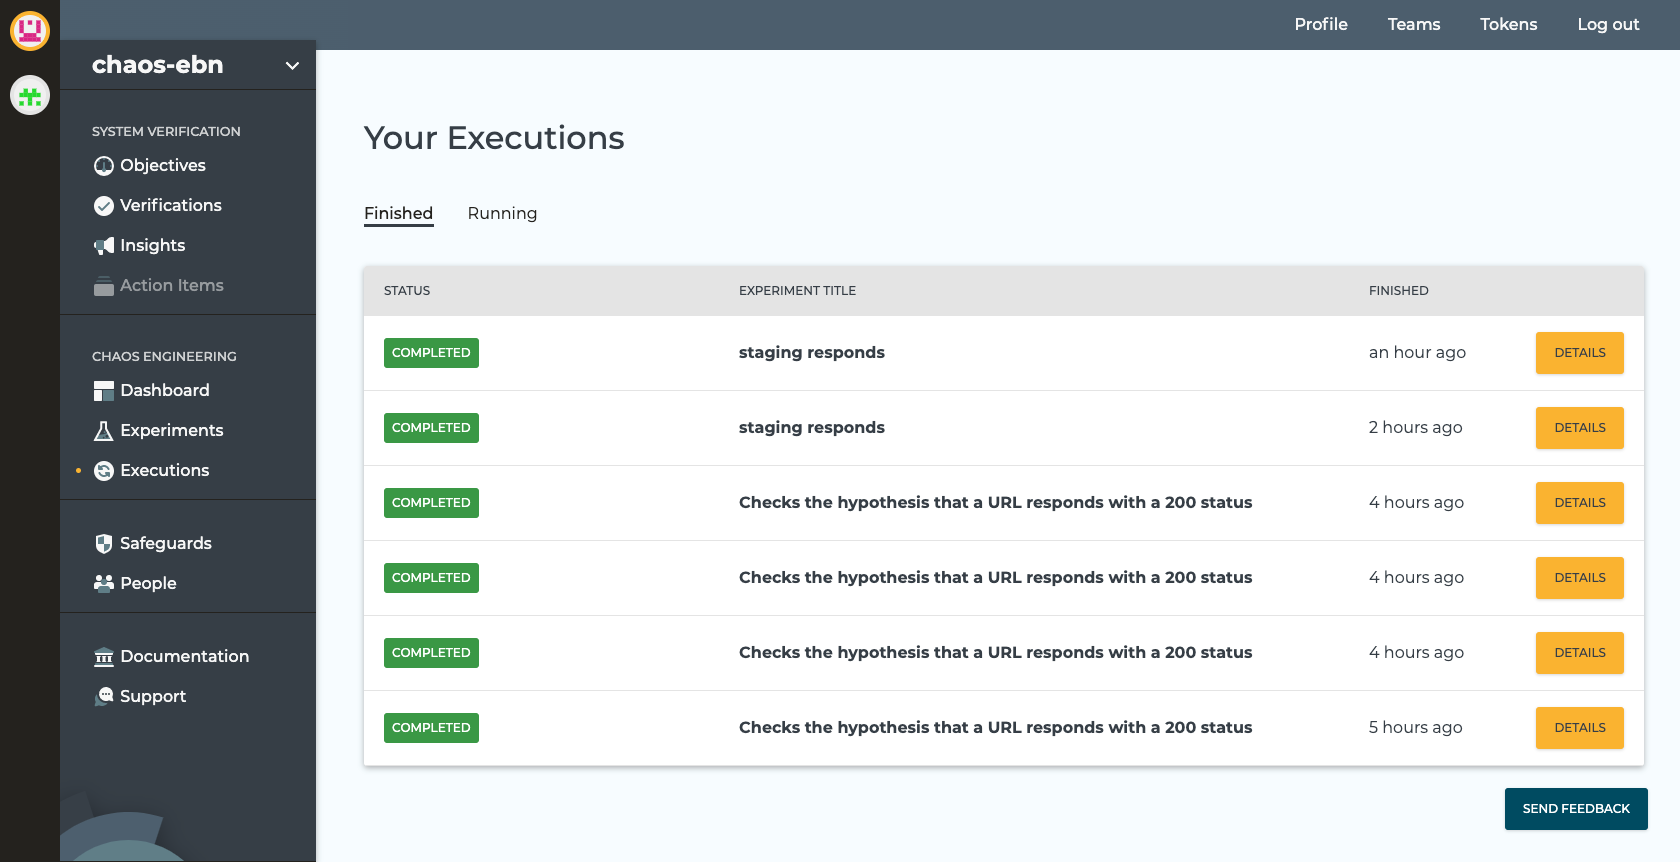 Profile Teams Tokens Log out
chaos-ebn
SYSTEM VERIFICATION
Objectives
Verifications
Insights
Action Items
CHAOS ENGINEERING
Dashboard
Experiments
Executions
Safeguards
People
Documentation
Support
Your Executions
Finished Running
STATUS EXPERIMENT TITLE FINISHED
COMPLETED staging responds an hour ago DETAILS
COMPLETED staging responds 2 hours ago DETAILS
COMPLETED Checks the hypothesis that a URL responds with a 200 status 4 hours ago DETAILS
COMPLETED Checks the hypothesis that a URL responds with a 200 status 4 hours ago DETAILS
COMPLETED Checks the hypothesis that a URL responds with a 200 status 4 hours ago DETAILS
COMPLETED Checks the hypothesis that a URL responds with a 200 status 5 hours ago DETAILS
SEND FEEDBACK